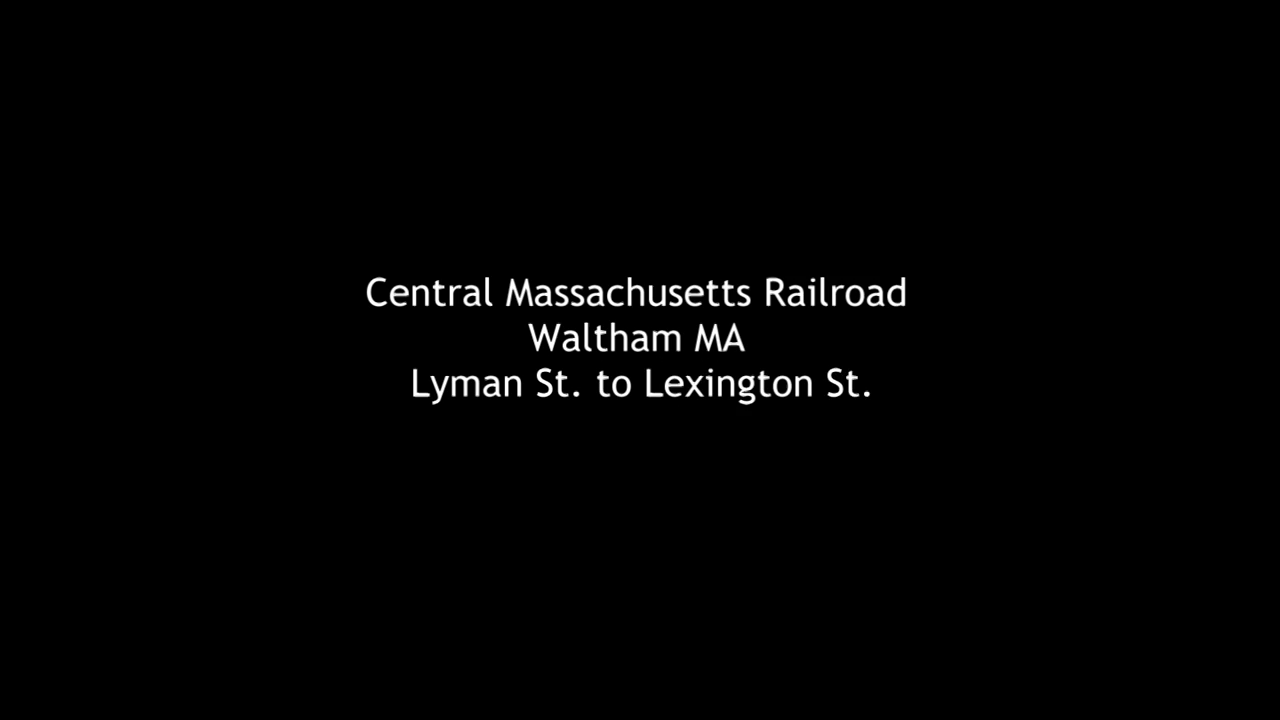 Central Massachusetts Railroad
Waltham MA
Lyman St. to Lexington St.